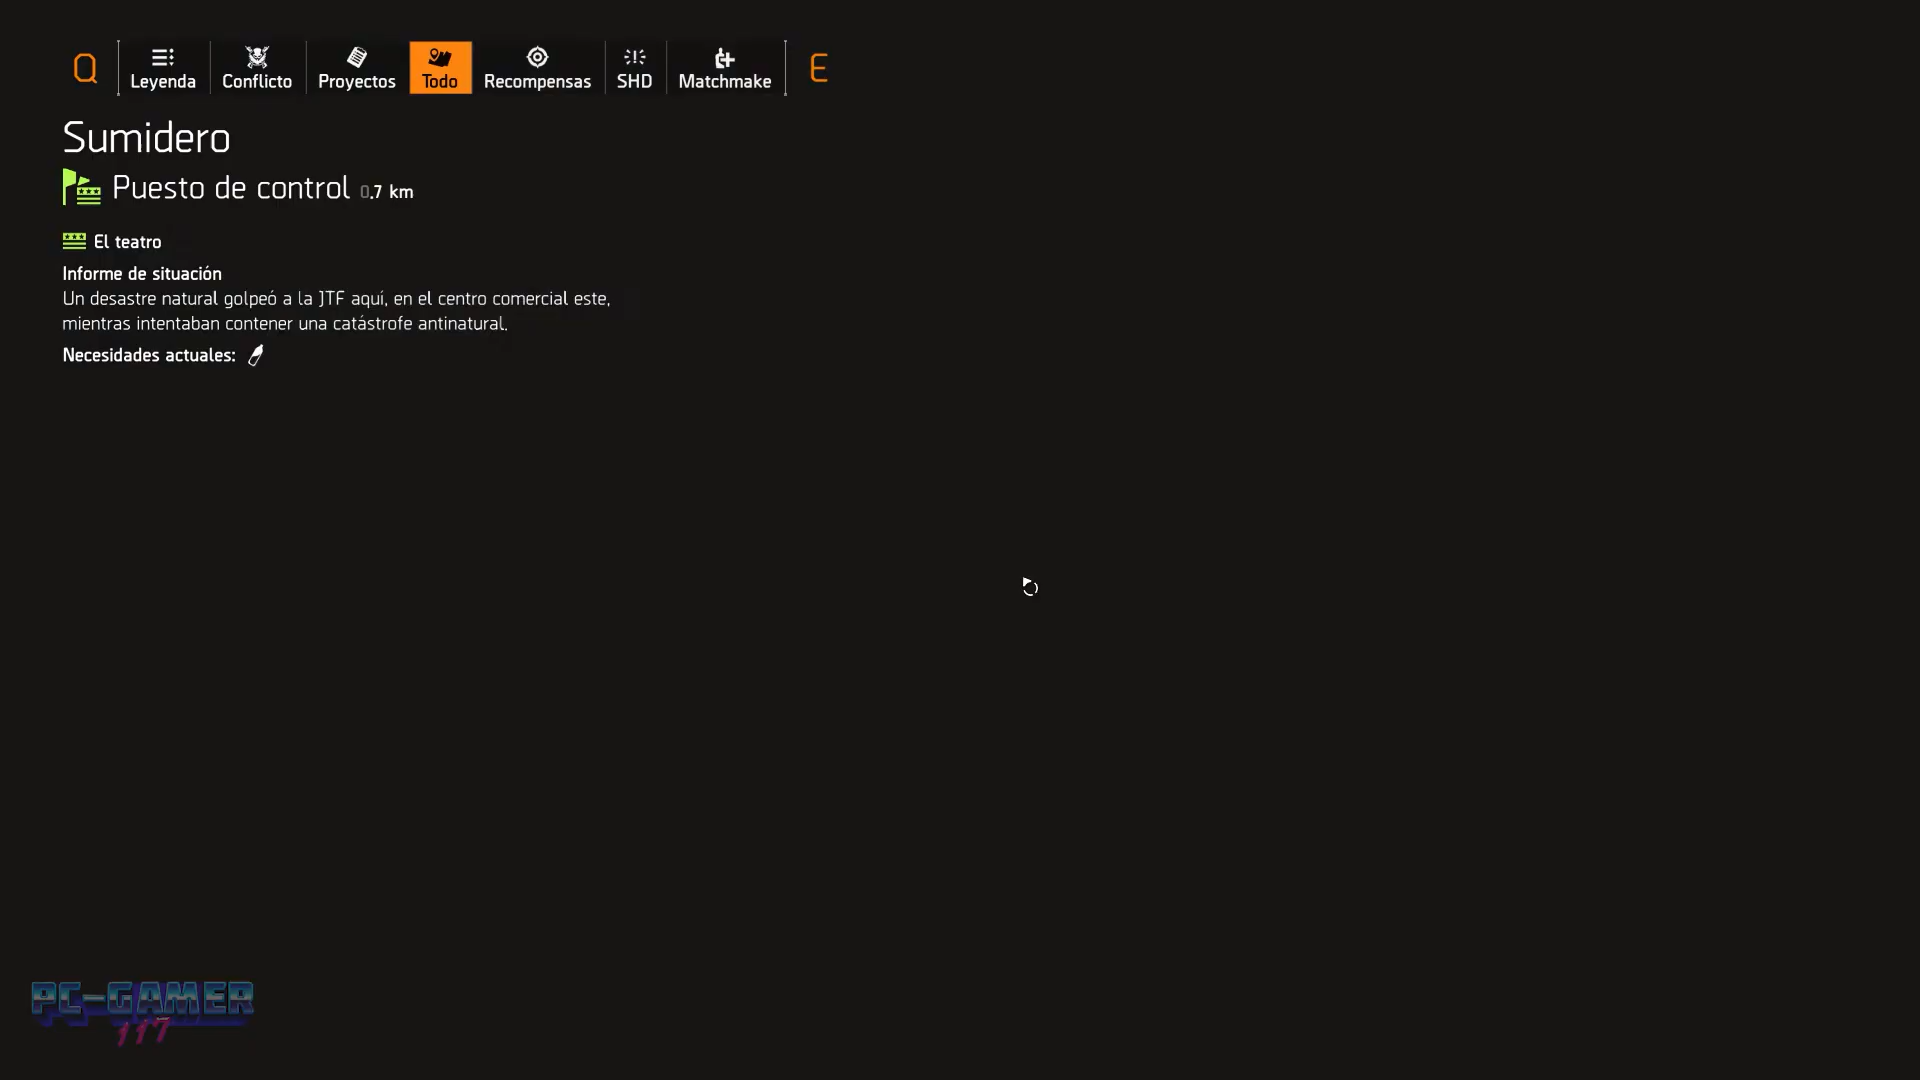 Q Leyenda Conflicto Proyectos Todo Recompensas SHD Matchmake E
Sumidero
Puesto de control 0.7 km
El teatro
Informe de situación
Un desastre natural golpeó a la JTF aquí, en el centro comercial este,
mientras intentaban contener una catástrofe antinatural.
Necesidades actuales:
PC-GAMER
117